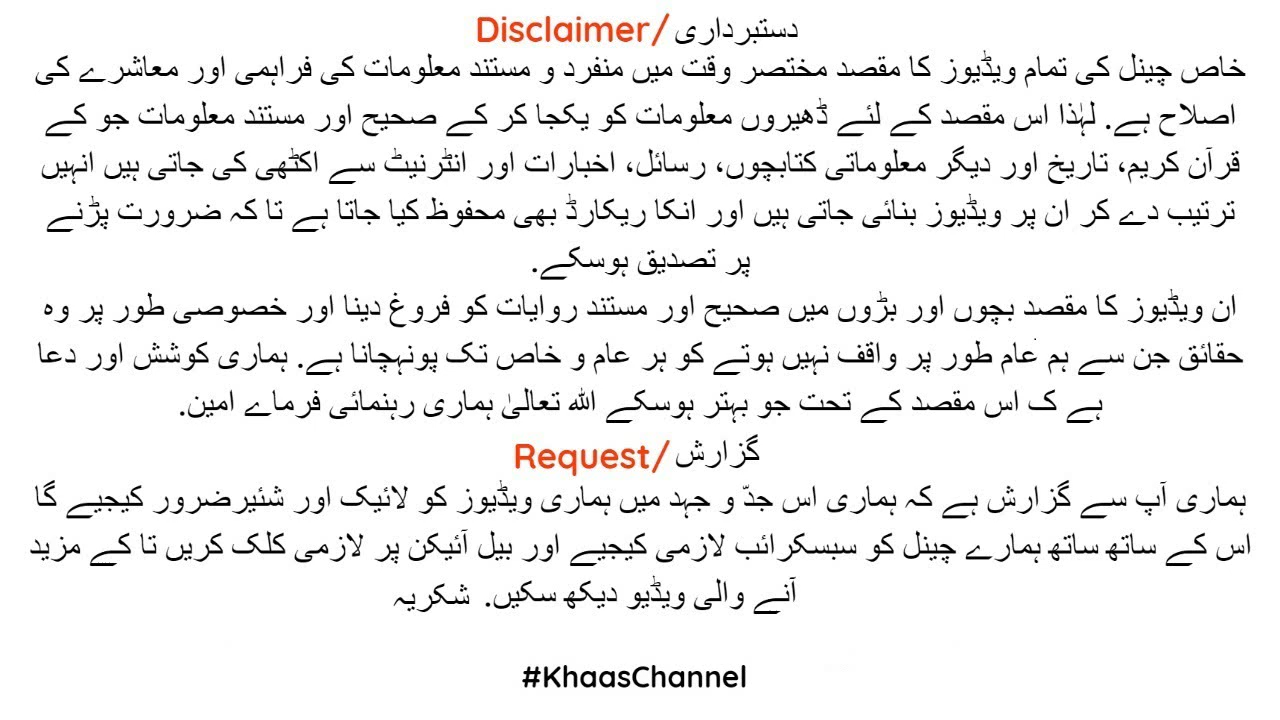 دستبرداری /Disclaimer
خاص چینل کی تمام ویڈیوز کا مقصد مختصر وقت میں منفرد و مستند معلومات کی فراہمی اور معاشرے کی
اصلاح ہے. لہٰذا اس مقصد کے لئے ڈھیروں معلومات کو یکجا کر کے صحیح اور مستند معلومات جو کے
قرآن کریم، تاریخ اور دیگر معلوماتی کتابچوں، رسائل، اخبارات اور انٹرنیٹ سے اکٹھی کی جاتی ہیں انہیں
ترتیب دے کر ان پر ویڈیوز بنائی جاتی ہیں اور انکا ریکارڈ بھی محفوظ کیا جاتا ہے تا کہ ضرورت پڑنے
پر تصدیق ہوسکے.
ان ویڈیوز کا مقصد بچوں اور بڑوں میں صحیح اور مستند روایات کو فروغ دینا اور خصوصی طور پر وہ
حقائق جن سے ہم عام طور پر واقف نہیں ہوتے کو ہر عام و خاص تک پونہچانا ہے. ہماری کوشش اور دعا
ہے ک اس مقصد کے تحت جو بہتر ہوسکے الله تعالیٰ ہماری رہنمائی فرماے امین.
گزارش /Request
ہماری آپ سے گزارش ہے کہ ہماری اس جدّ و جہد میں ہماری ویڈیوز کو لائیک اور شئیرضرور کیجیے گا
اس کے ساتھ ساتھ ہمارے چینل کو سبسکرائب لازمی کیجیے اور بیل آئیکن پر لازمی کلک کریں تا کے مزید
آنے والی ویڈیو دیکھ سکیں. شکریہ
#KhaasChannel